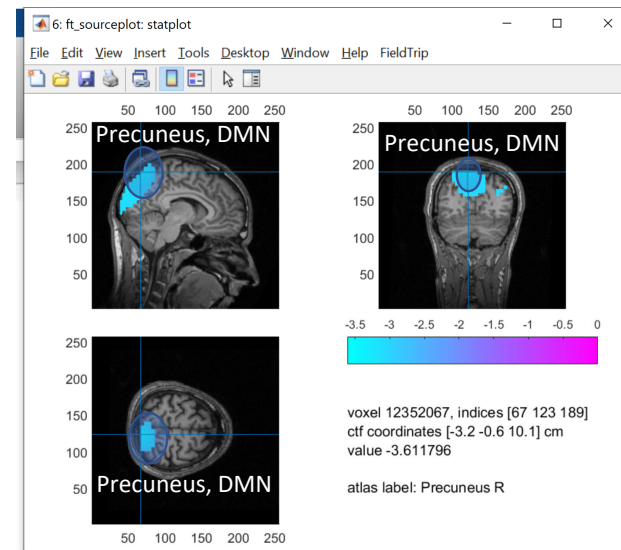 6: ft_sourceplot: statplot
File Edit View Insert Tools Desktop Window Help FieldTrip
50 100 150 200 250
50 100 150 200 250
250
200
150
100
50
Precuneus, DMN
250
200
150
100
50
Precuneus, DMN
-3.5 -3 -2.5 -2 -1.5 -1 -0.5 0
250
200
150
100
50
Precuneus, DMN
50 100 150 200 250
voxel 12352067, indices [67 123 189]
ctf coordinates [-3.2 -0.6 10.1] cm
value -3.611796
atlas label: Precuneus R